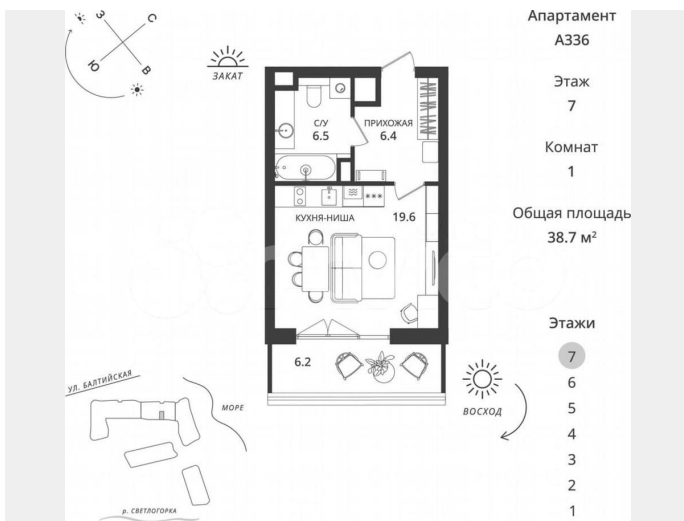 З
С
Ю
В
ЗАКАТ
С/У
6.5
ПРИХОЖАЯ
6.4
КУХНЯ-НИША
19.6
6.2
ВОСХОД
УЛ. БАЛТИЙСКАЯ
МОРЕ
р. СВЕТЛОГОРКА
Апартамент
А336
Этаж
7
Комнат
1
Общая площадь
38.7 м²
Этажи
7
6
5
4
3
2
1